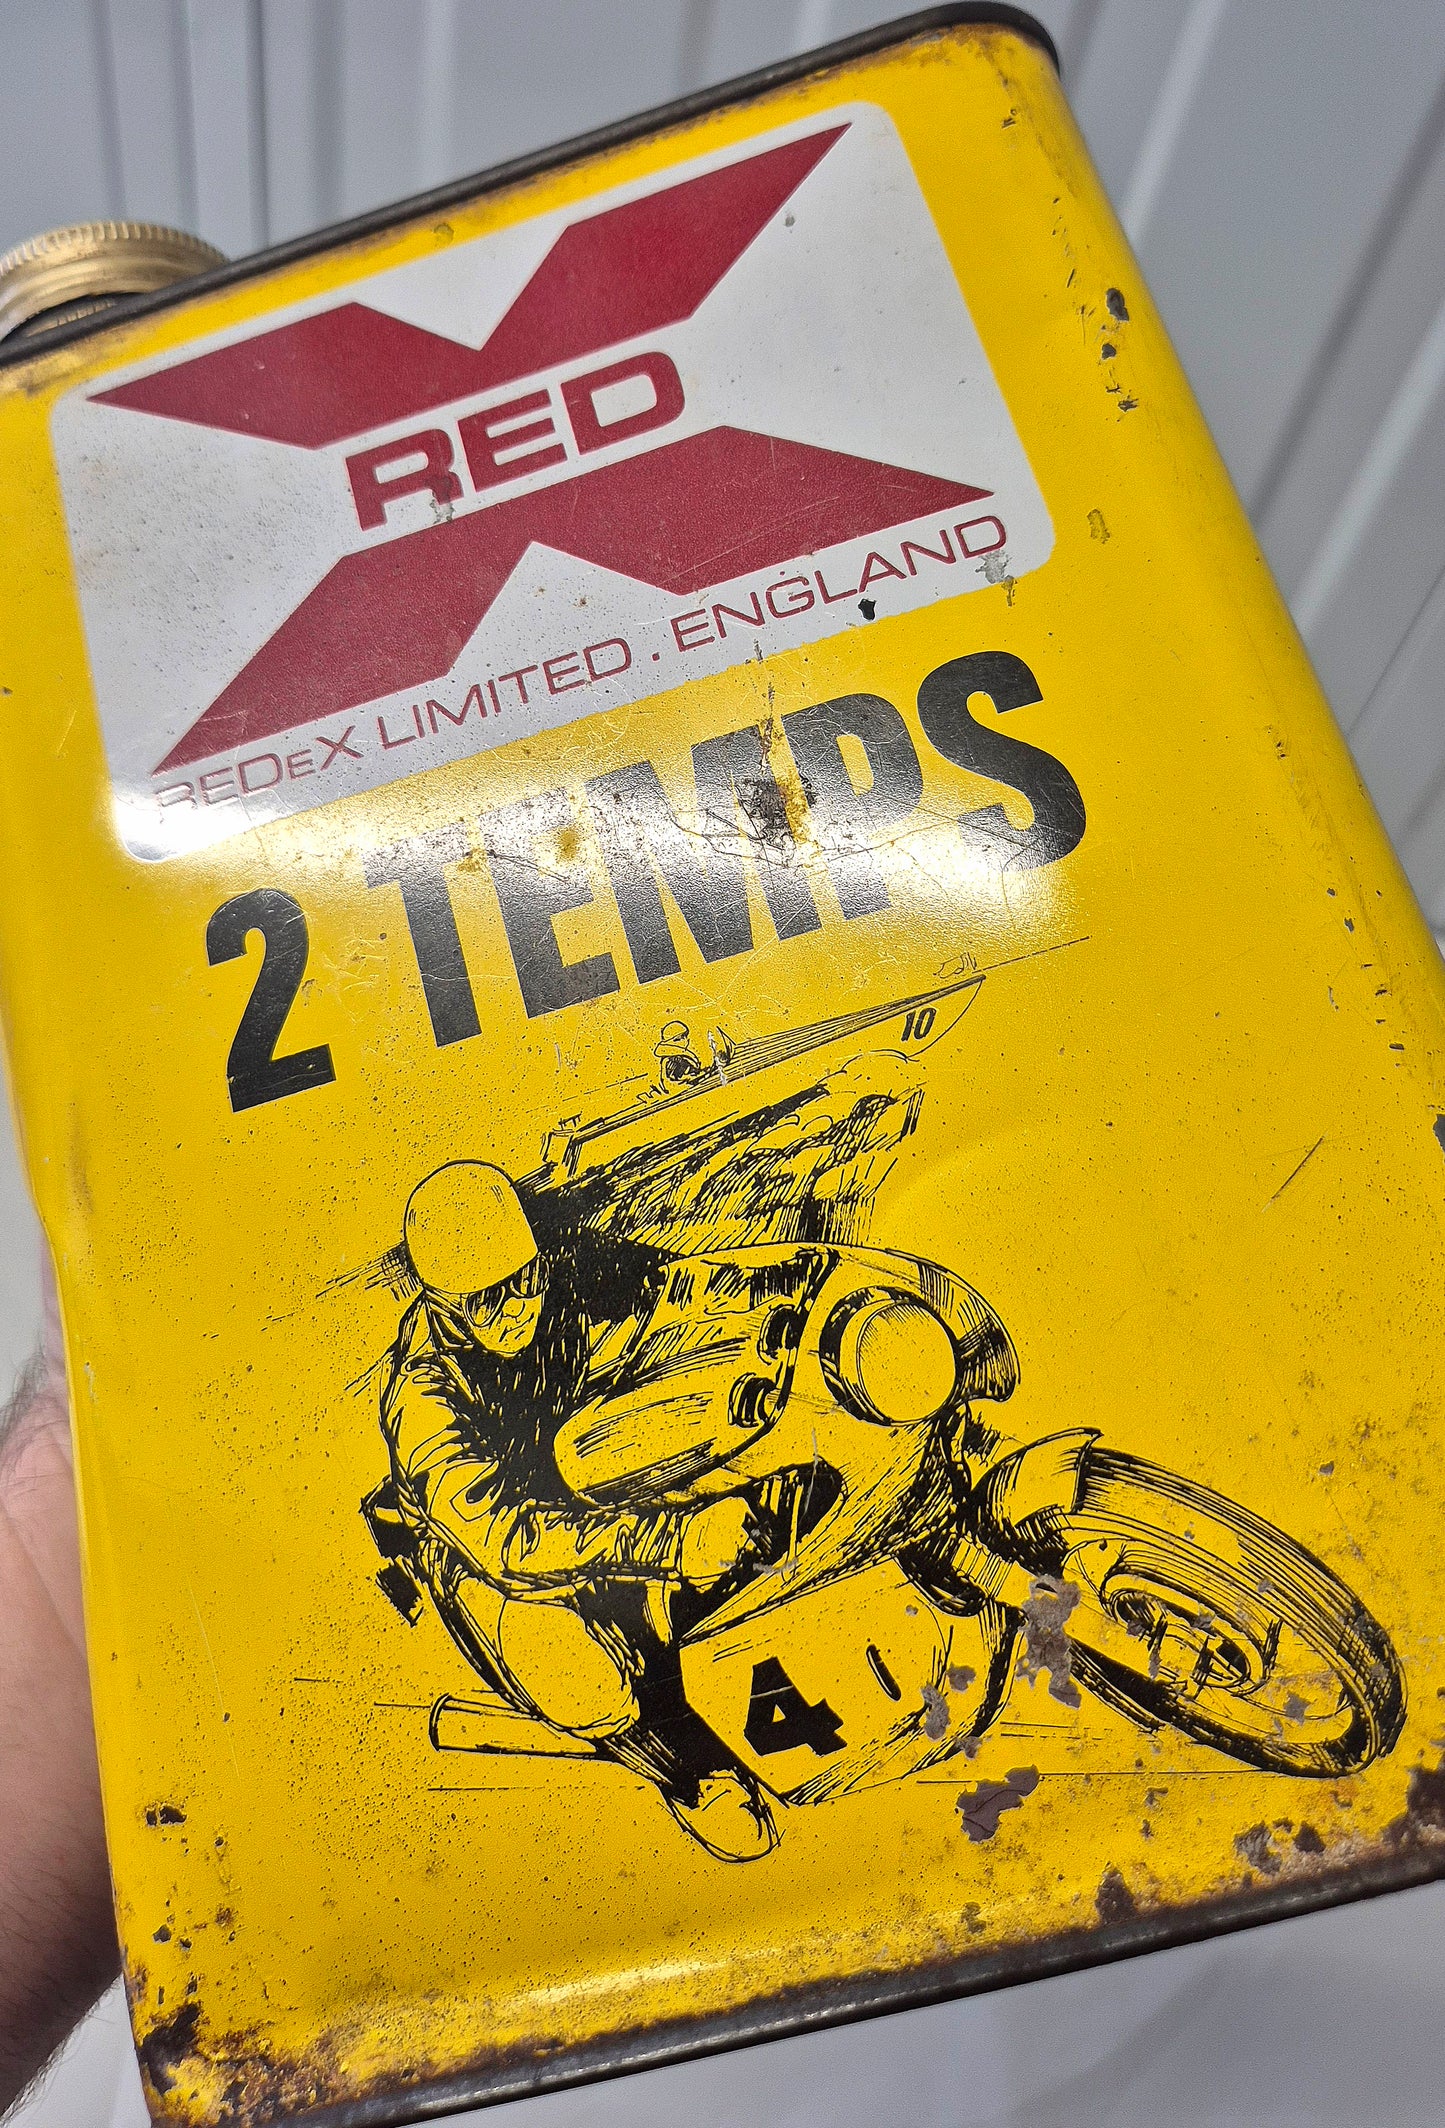 RED
REDeX LIMITED . ENGLAND
2 TEMPS
10
4